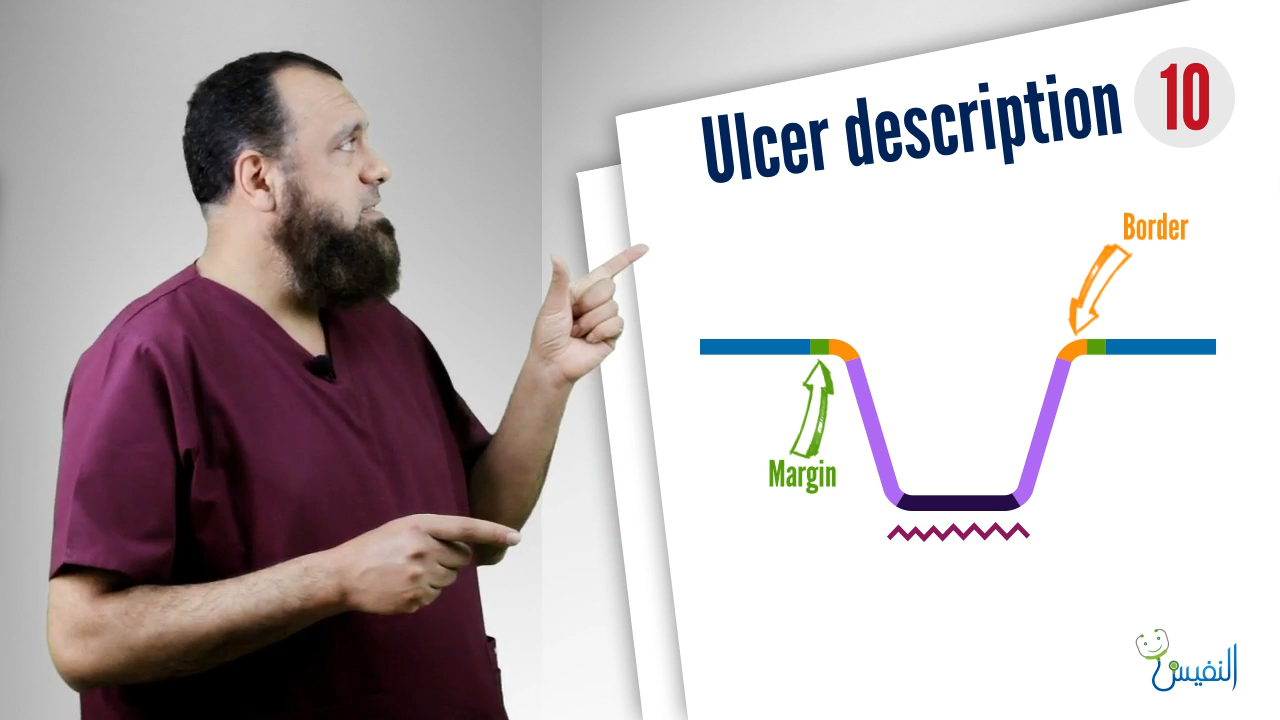 Ulcer description 10
Border
Margin
النفيس